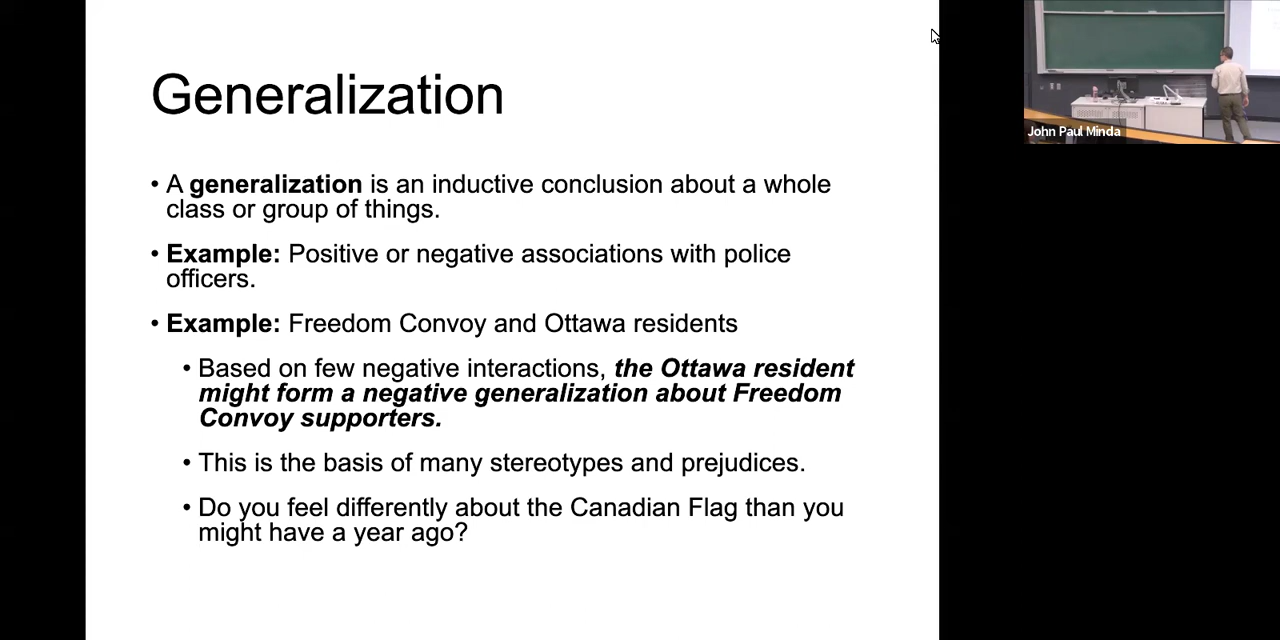 Generalization
• A generalization is an inductive conclusion about a whole
class or group of things.
• Example: Positive or negative associations with police
officers.
• Example: Freedom Convoy and Ottawa residents
• Based on few negative interactions, the Ottawa resident
might form a negative generalization about Freedom
Convoy supporters.
• This is the basis of many stereotypes and prejudices.
• Do you feel differently about the Canadian Flag than you
might have a year ago?
John Paul Minda